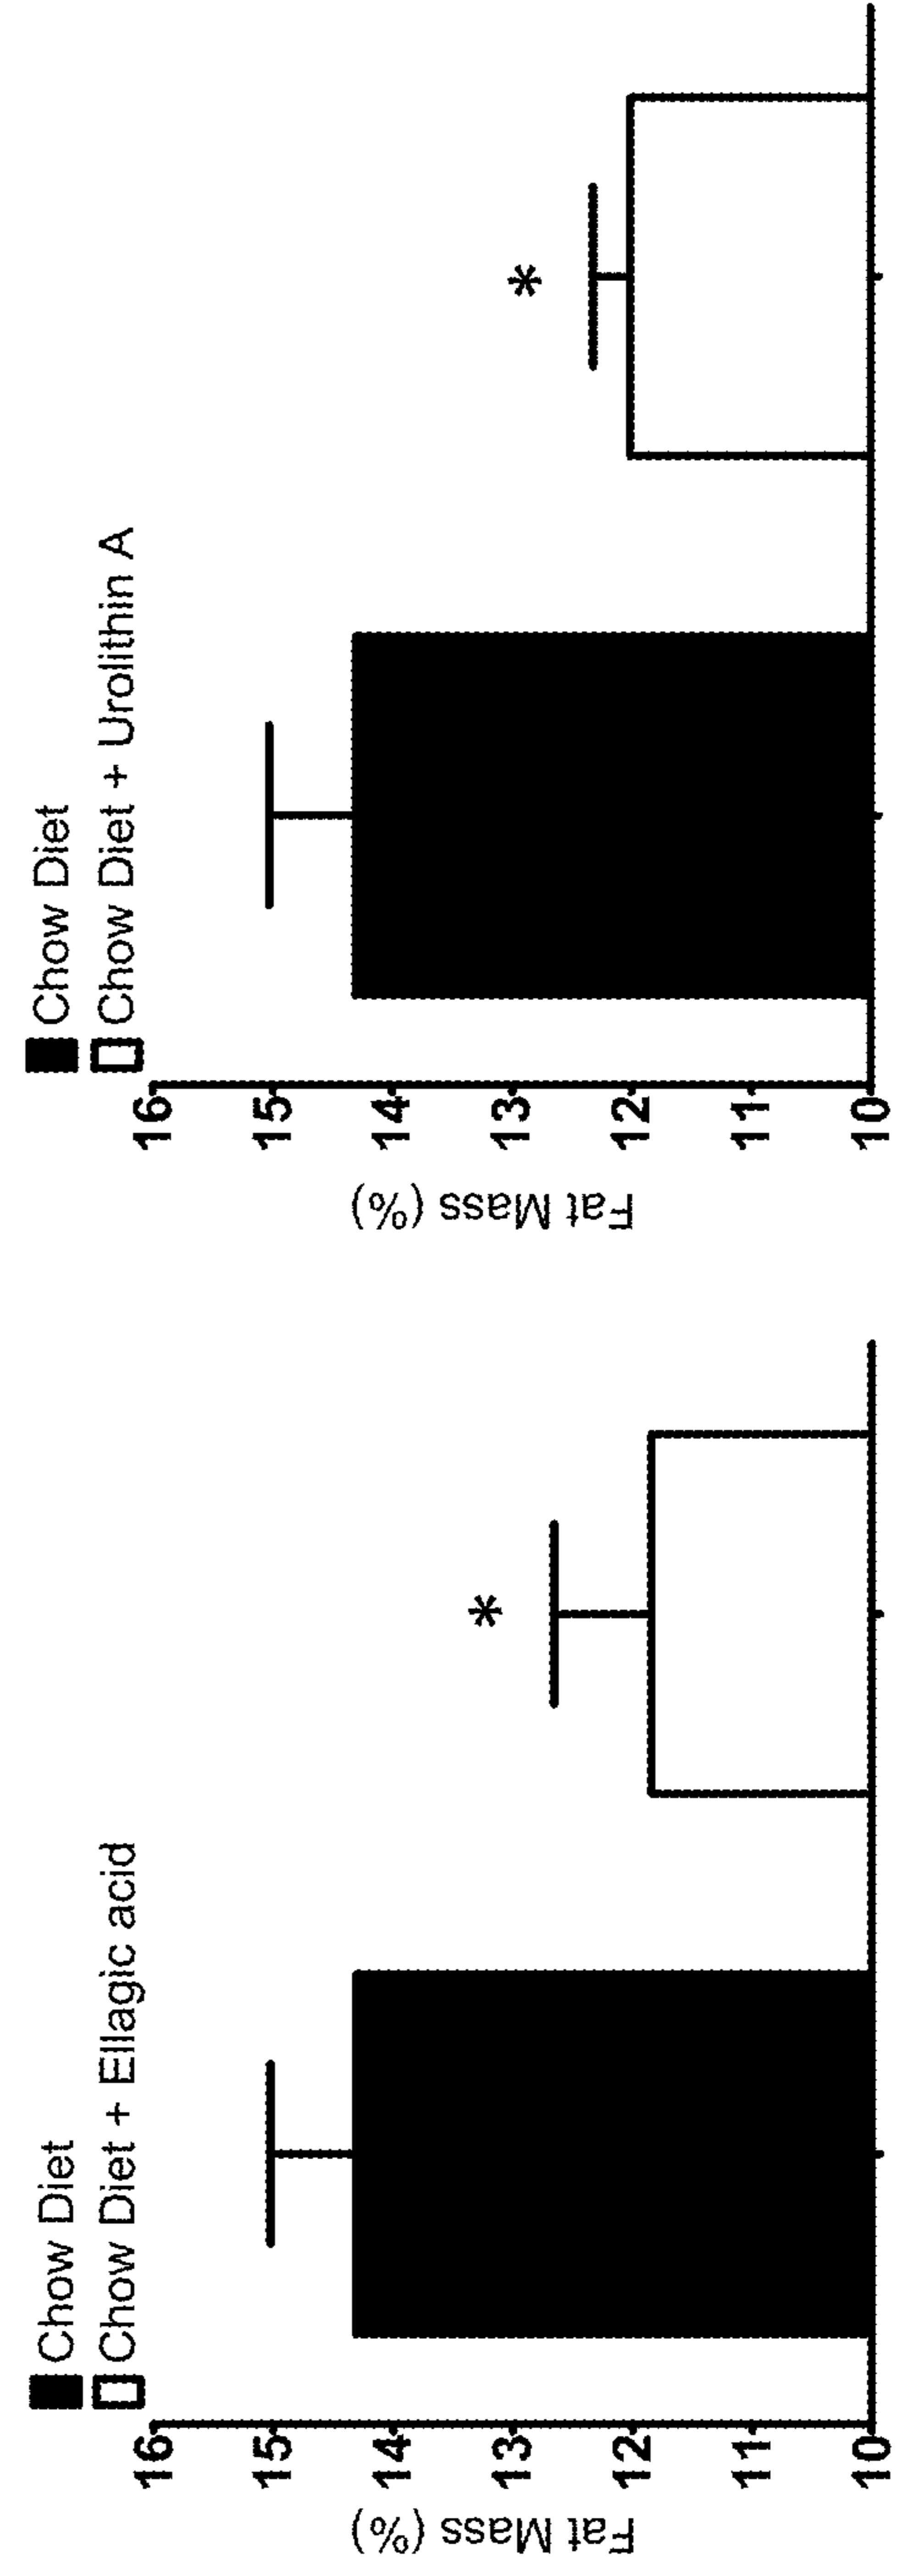 Chow Diet
Chow Diet + Ellagic acid
16
15
14
13
12
11
10
Fat Mass (%)
*
Chow Diet
Chow Diet + Urolithin A
16
15
14
13
12
11
10
Fat Mass (%)
*